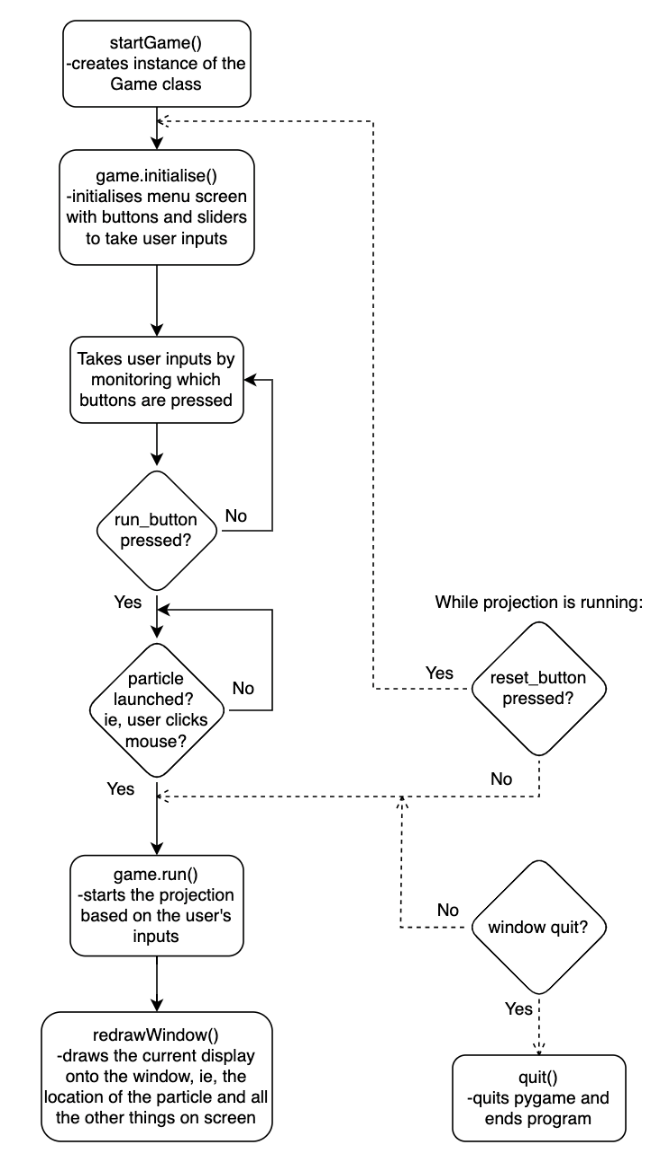 startGame()
-creates instance of the
Game class
game.initialise()
-initialises menu screen
with buttons and sliders
to take user inputs
Takes user inputs by
monitoring which
buttons are pressed
run_button
pressed?
No
Yes
particle
launched?
ie, user clicks
mouse?
No
Yes
game.run()
-starts the projection
based on the user's
inputs
redrawWindow()
-draws the current display
onto the window, ie, the
location of the particle and all
the other things on screen
While projection is running:
reset_button
pressed?
Yes
No
window quit?
No
Yes
quit()
-quits pygame and
ends program